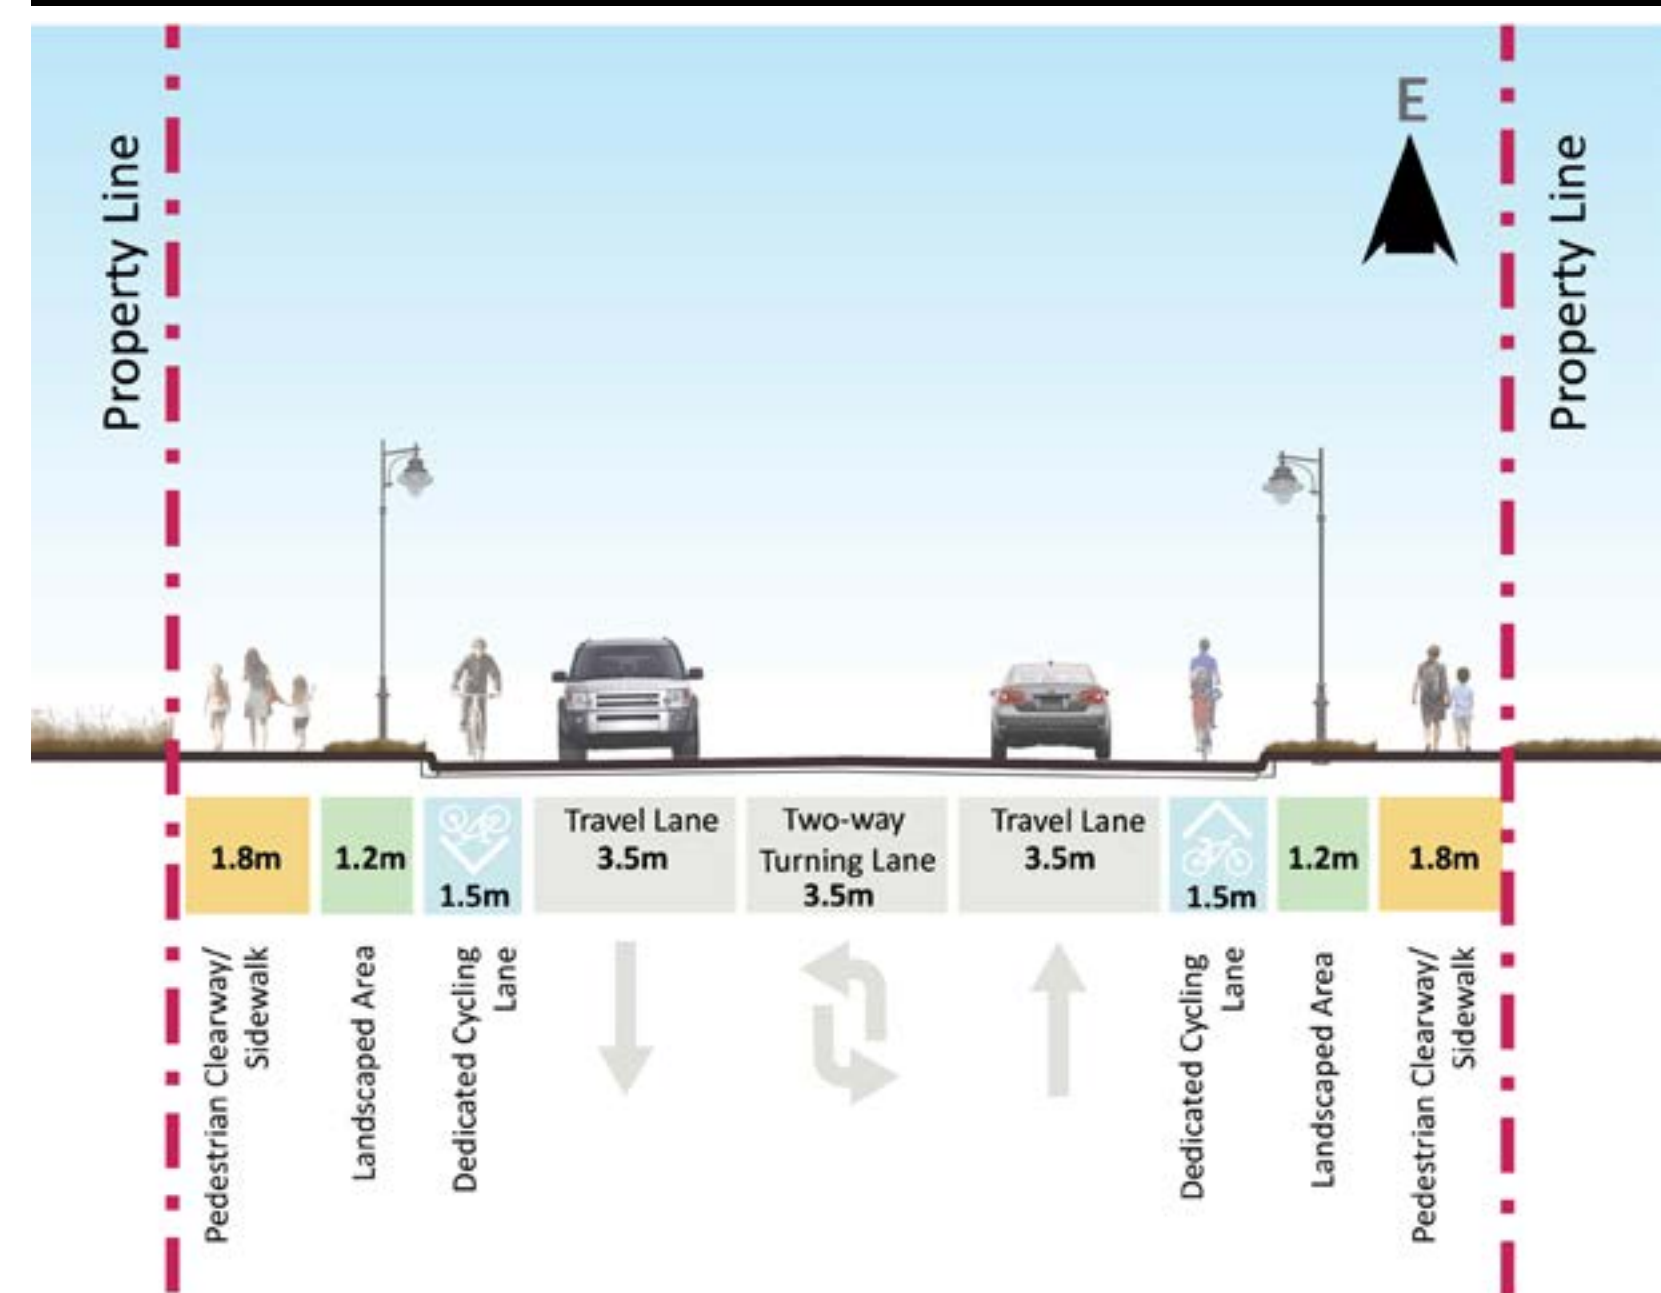 Property Line
E
Property Line
1.8m
1.2m
1.5m
Travel Lane
3.5m
Two-way
Turning Lane
3.5m
Travel Lane
3.5m
1.5m
1.2m
1.8m
Pedestrian Clearway/
Sidewalk
Landscaped Area
Dedicated Cycling
Lane
Dedicated Cycling
Lane
Landscaped Area
Pedestrian Clearway/
Sidewalk